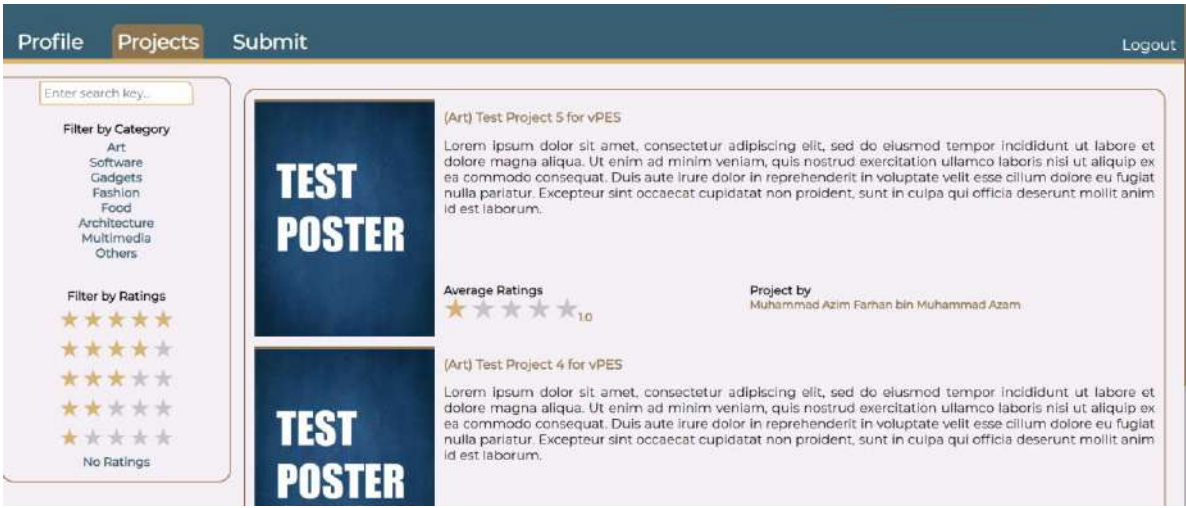 Profile
Projects
Submit
Logout
Enter search key..
Filter by Category
Art
Software
Gadgets
Fashion
Food
Architecture
Multimedia
Others
Filter by Ratings
No Ratings
TEST
POSTER
(Art) Test Project 5 for vPES
Lorem ipsum dolor sit amet, consectetur adipiscing elit, sed do eiusmod tempor incididunt ut labore et
dolore magna aliqua. Ut enim ad minim veniam, quis nostrud exercitation ullamco laboris nisi ut aliquip ex
ea commodo consequat. Duis aute irure dolor in reprehenderit in voluptate velit esse cillum dolore eu fugiat
nulla pariatur. Excepteur sint occaecat cupidatat non proident, sunt in culpa qui officia deserunt mollit anim
id est laborum.
Average Ratings
1.0
Project by
Muhammad Azim Farhan bin Muhammad Azam
TEST
POSTER
(Art) Test Project 4 for vPES
Lorem ipsum dolor sit amet, consectetur adipiscing elit, sed do eiusmod tempor incididunt ut labore et
dolore magna aliqua. Ut enim ad minim veniam, quis nostrud exercitation ullamco laboris nisi ut aliquip ex
ea commodo consequat. Duis aute irure dolor in reprehenderit in voluptate velit esse cillum dolore eu fugiat
nulla pariatur. Excepteur sint occaecat cupidatat non proident, sunt in culpa qui officia deserunt mollit anim
id est laborum.